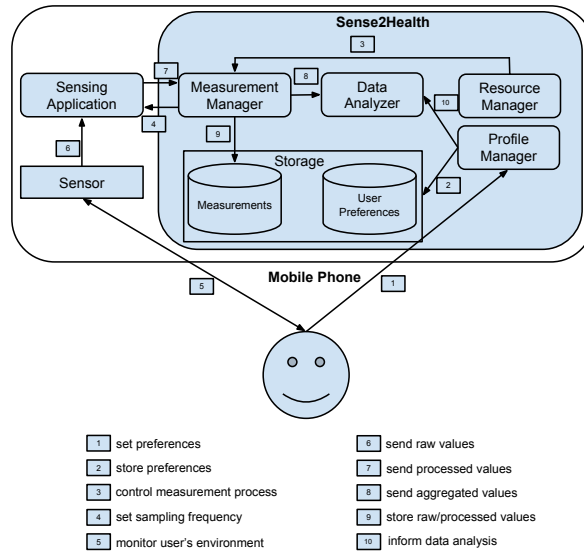 Sense2Health
3
7
Sensing
Application
Measurement
Manager
8
Data
Analyzer
Resource
Manager
4
10
6
9
Profile
Manager
Storage
Sensor
2
Measurements
User
Preferences
Mobile Phone
5
1
1 set preferences
2 store preferences
3 control measurement process
4 set sampling frequency
5 monitor user's environment
6 send raw values
7 send processed values
8 send aggregated values
9 store raw/processed values
10 inform data analysis